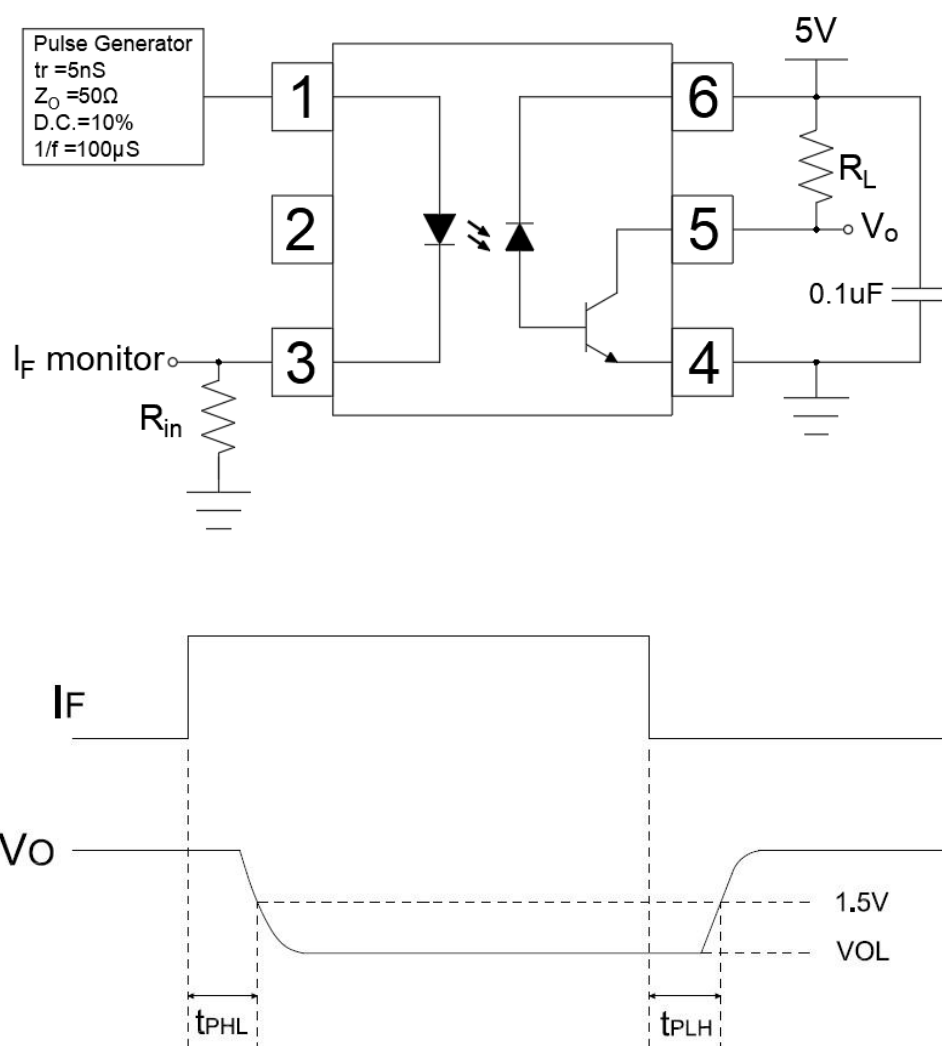 Pulse Generator
tr =5nS
ZO =50Ω
D.C.=10%
1/f =100µS
5V
1
6
RL
2
5
Vo
0.1uF
IF monitor
3
4
Rin
IF
VO
1.5V
VOL
tPHL
tPLH